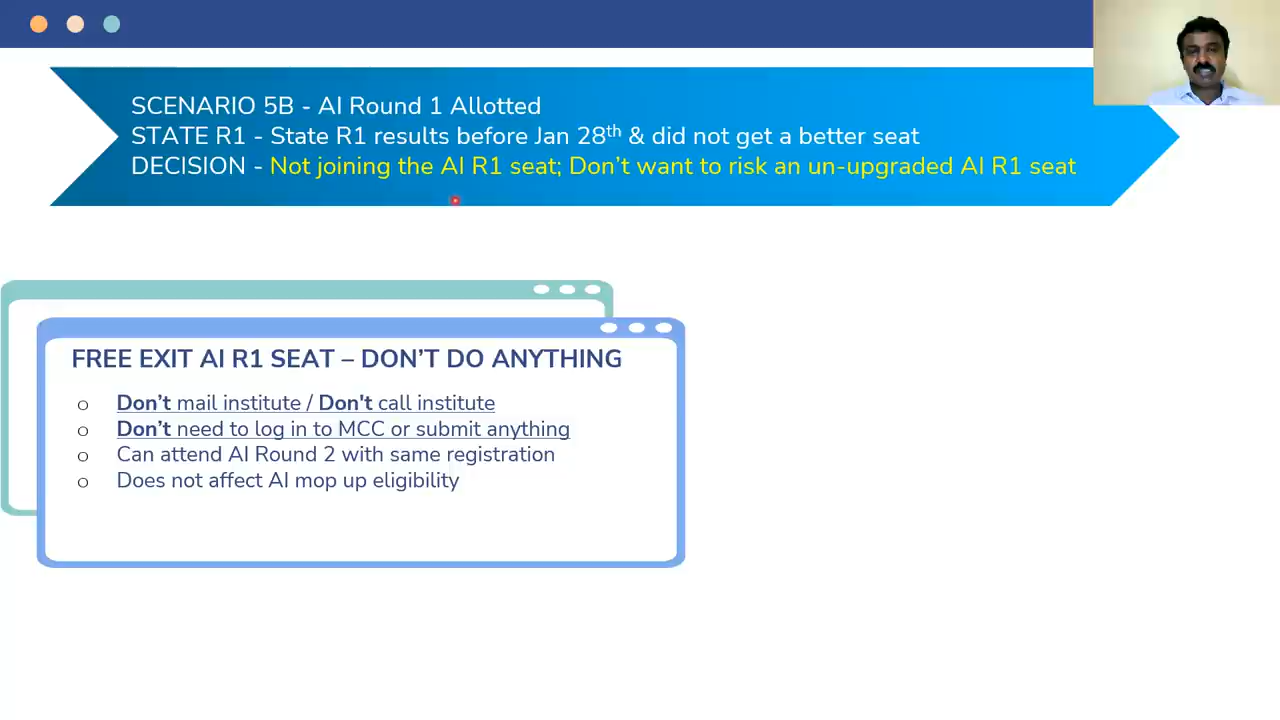 SCENARIO 5B - AI Round 1 Allotted
STATE R1 - State R1 results before Jan 28th & did not get a better seat
DECISION - Not joining the AI R1 seat; Don’t want to risk an un-upgraded AI R1 seat
FREE EXIT AI R1 SEAT – DON’T DO ANYTHING
o Don’t mail institute / Don't call institute
o Don’t need to log in to MCC or submit anything
o Can attend AI Round 2 with same registration
o Does not affect AI mop up eligibility